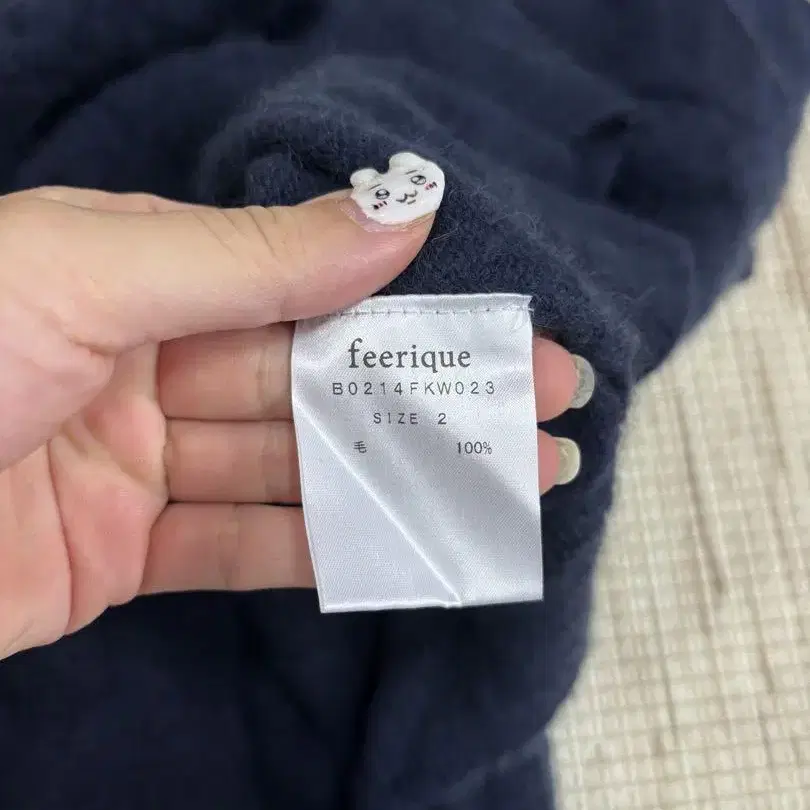 feerique
B0214FKW023
SIZE 2
毛 100%